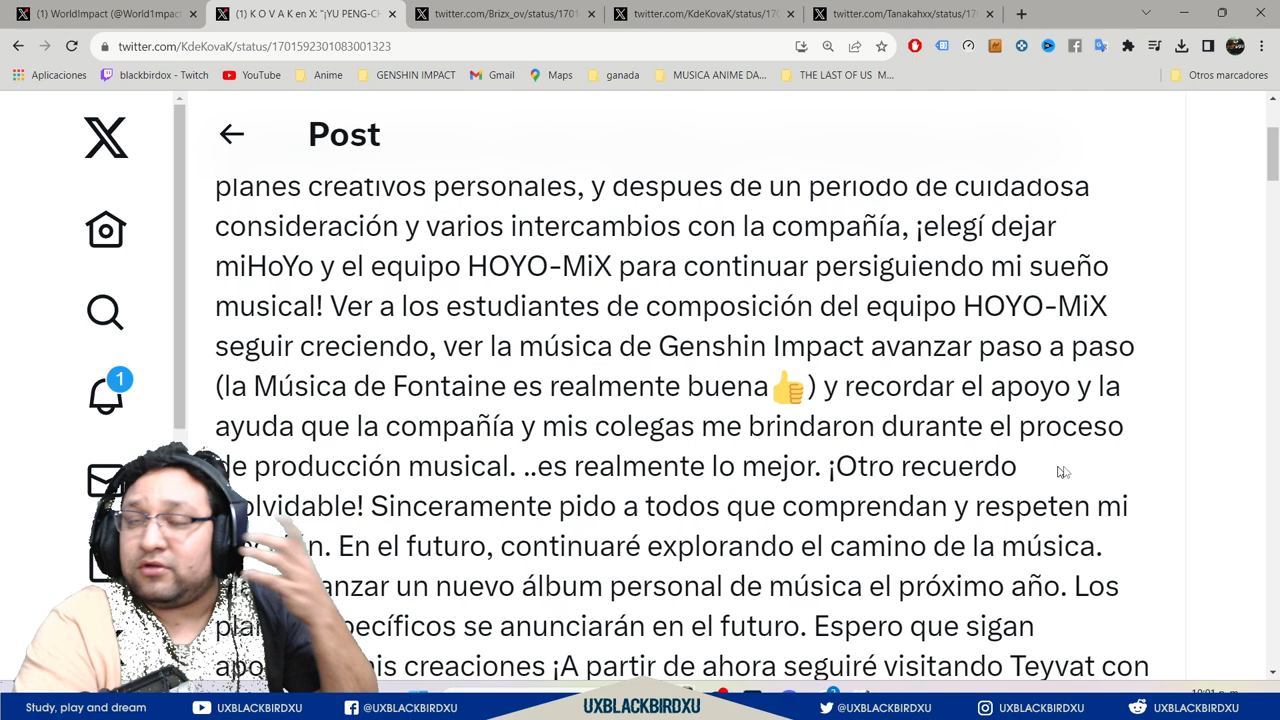 (1) WorldImpact (@World1mpact
(1) K O V A K en X: "¡YU PENG-CH
twitter.com/Brizx_ov/status/1701
twitter.com/KdeKovaK/status/170
twitter.com/Tanakahxx/status/17
twitter.com/KdeKovaK/status/1701592301083001323
Aplicaciones
blackbirdox - Twitch
YouTube
Anime
GENSHIN IMPACT
Gmail
Maps
ganada
MUSICA ANIME DA...
THE LAST OF US M...
Otros marcadores
Post
planes creativos personales, y después de un período de cuidadosa
consideración y varios intercambios con la compañía, ¡elegí dejar
miHoYo y el equipo HOYO-MiX para continuar persiguiendo mi sueño
musical! Ver a los estudiantes de composición del equipo HOYO-MiX
seguir creciendo, ver la música de Genshin Impact avanzar paso a paso
1
(la Música de Fontaine es realmente buena👍) y recordar el apoyo y la
ayuda que la compañía y mis colegas me brindaron durante el proceso
de producción musical. ..es realmente lo mejor. ¡Otro recuerdo
olvidable! Sinceramente pido a todos que comprendan y respeten mi
n. En el futuro, continuaré explorando el camino de la música.
anzar un nuevo álbum personal de música el próximo año. Los
pla pecíficos se anunciarán en el futuro. Espero que sigan
apo mis creaciones ¡A partir de ahora seguiré visitando Teyvat con
Study, play and dream
UXBLACKBIRDXU
@UXBLACKBIRDXU
UXBLACKBIRDXU
@UXBLACKBIRDXU
UXBLACKBIRDXU
UXBLACKBIRDXU